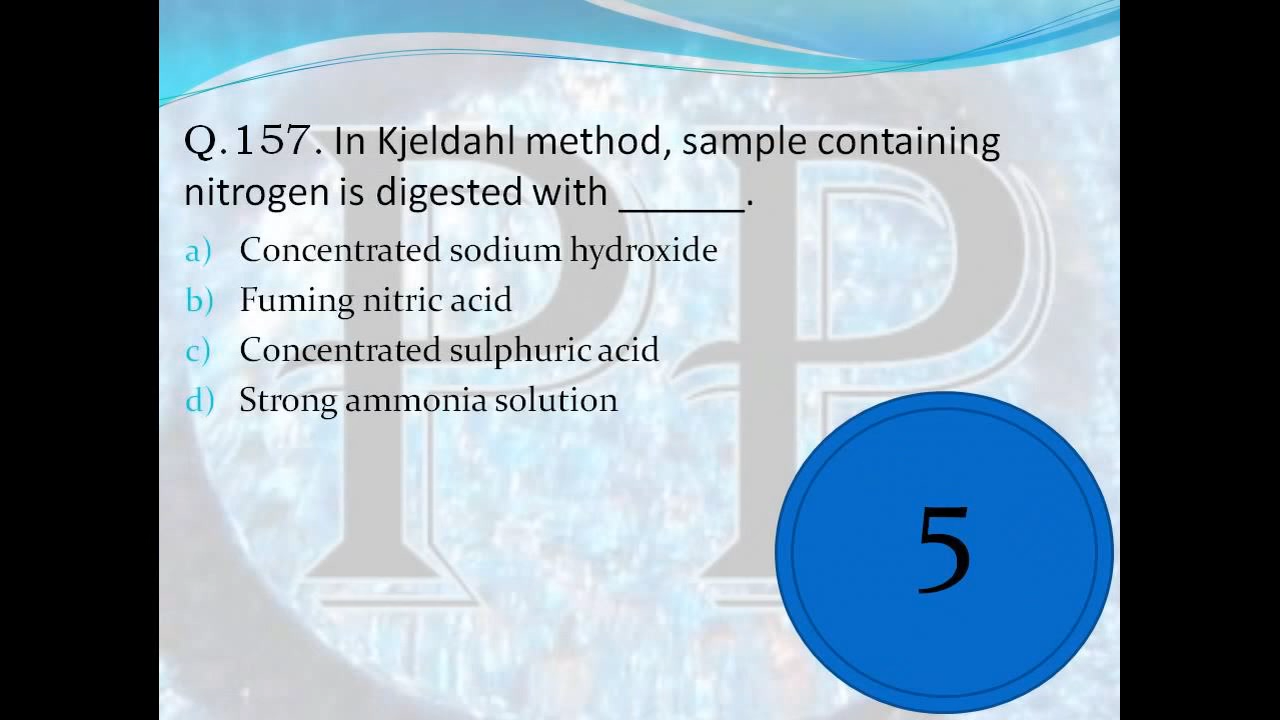 Q.157. In Kjeldahl method, sample containing
nitrogen is digested with ______.
a) Concentrated sodium hydroxide
b) Fuming nitric acid
c) Concentrated sulphuric acid
d) Strong ammonia solution
PP
5